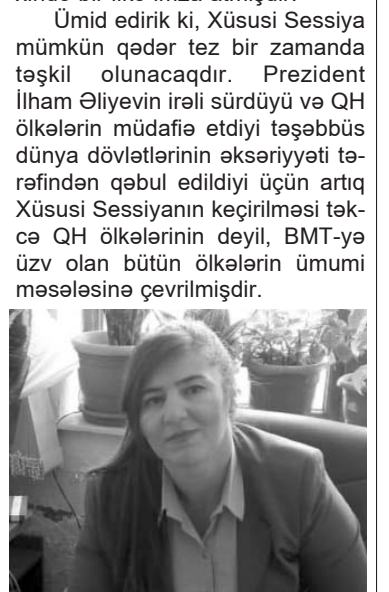 Ümid edirik ki, Xüsusi Sessiya
mümkün qədər tez bir zamanda
təşkil olunacaqdır. Prezident
İlham Əliyevin irəli sürdüyü və QH
ölkələrin müdafiə etdiyi təşəbbüs
dünya dövlətlərinin əksəriyyəti tə-
rəfindən qəbul edildiyi üçün artıq
Xüsusi Sessiyanın keçirilməsi tək-
cə QH ölkələrinin deyil, BMT-yə
üzv olan bütün ölkələrin ümumi
məsələsinə çevrilmişdir.